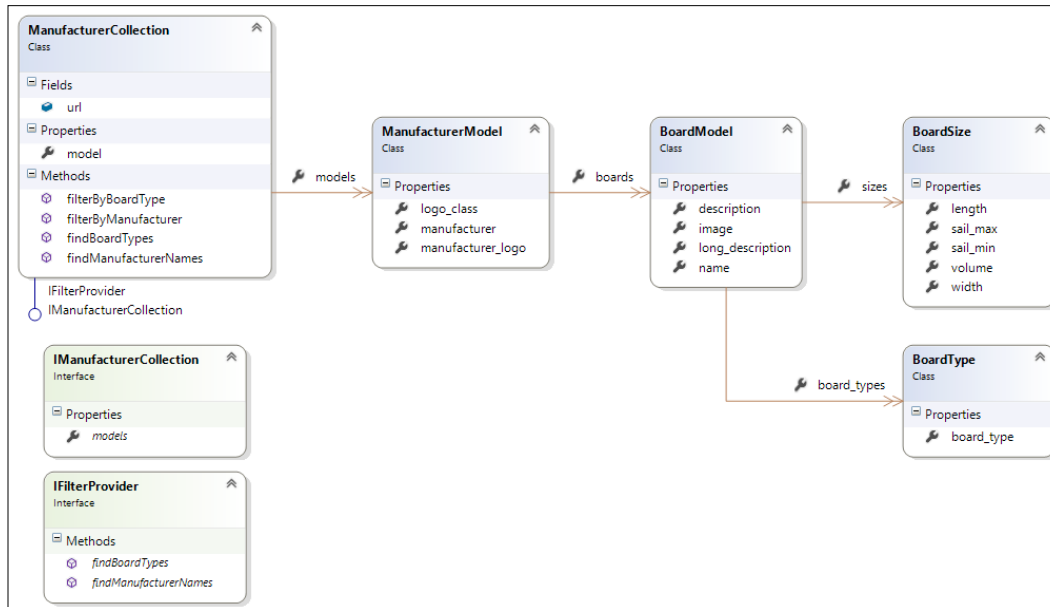 ManufacturerCollection
Class
Fields
url
Properties
model
Methods
filterByBoardType
filterByManufacturer
findBoardTypes
findManufacturerNames
IFilterProvider
IManufacturerCollection
models
ManufacturerModel
Class
Properties
logo_class
manufacturer
manufacturer_logo
boards
BoardModel
Class
Properties
description
image
long_description
name
sizes
BoardSize
Class
Properties
length
sail_max
sail_min
volume
width
board_types
BoardType
Class
Properties
board_type
IManufacturerCollection
Interface
Properties
models
IFilterProvider
Interface
Methods
findBoardTypes
findManufacturerNames